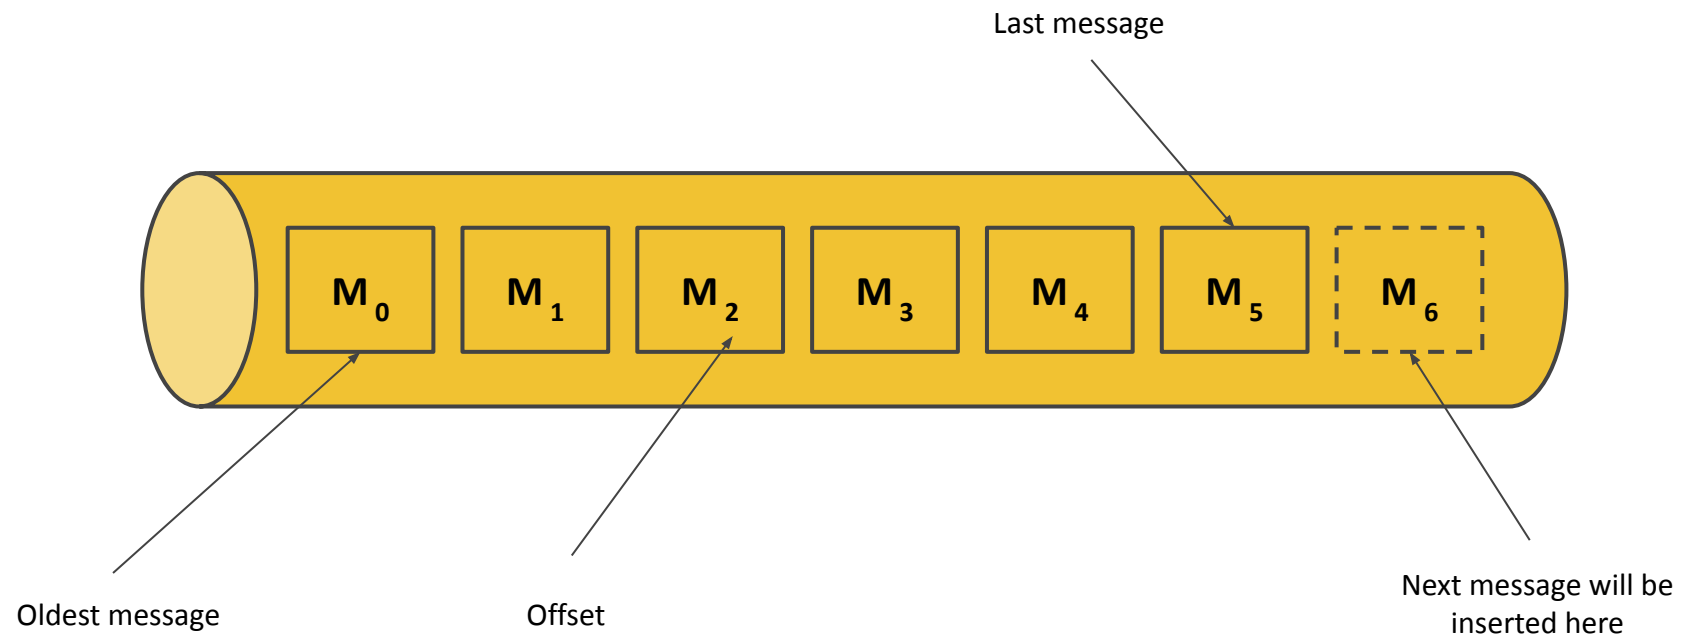 Last message
M0 M1 M2 M3 M4 M5 M6
Oldest message
Offset
Next message will be
inserted here